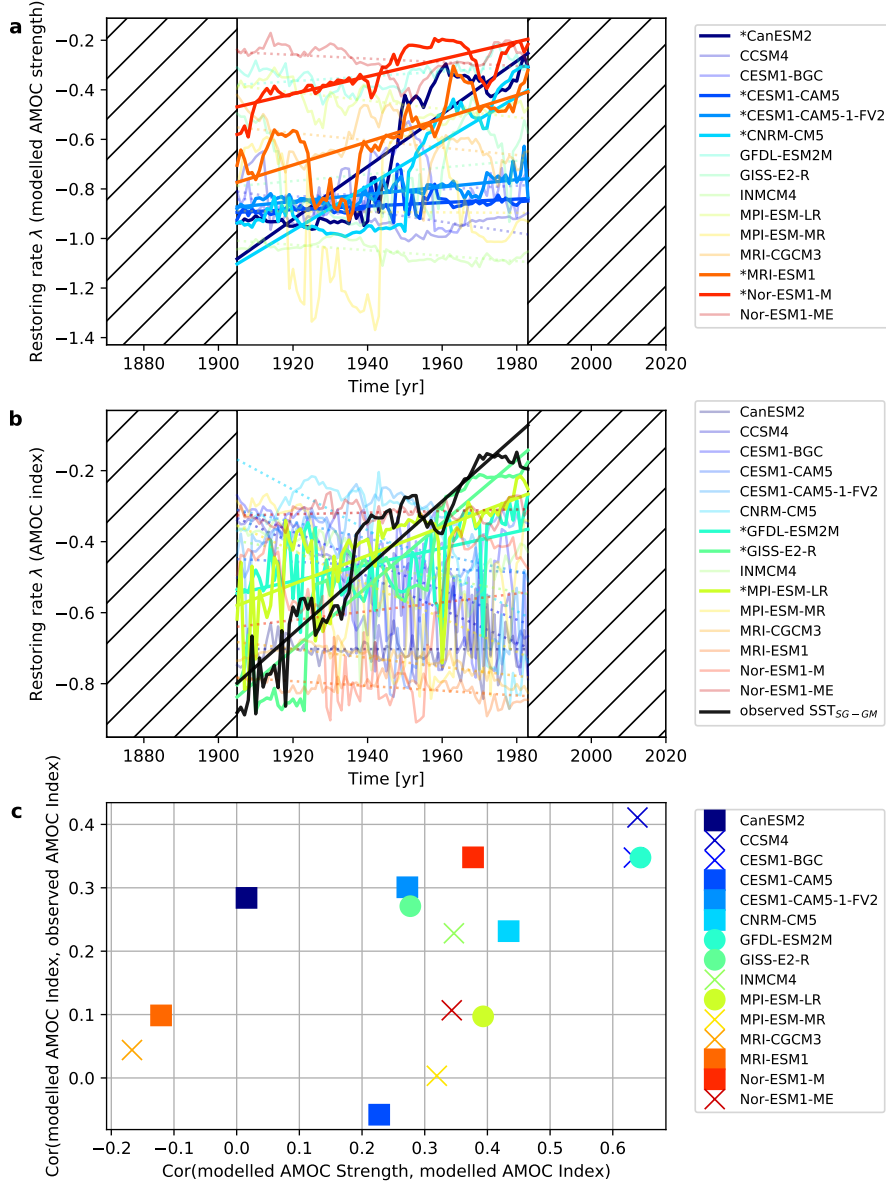 a
Restoring rate λ (modelled AMOC strength)
−0.2
−0.4
−0.6
−0.8
−1.0
−1.2
−1.4
1880 1900 1920 1940 1960 1980 2000 2020
Time [yr]
*CanESM2
CCSM4
CESM1-BGC
*CESM1-CAM5
*CESM1-CAM5-1-FV2
*CNRM-CM5
GFDL-ESM2M
GISS-E2-R
INMCM4
MPI-ESM-LR
MPI-ESM-MR
MRI-CGCM3
*MRI-ESM1
*Nor-ESM1-M
Nor-ESM1-ME
b
Restoring rate λ (AMOC index)
−0.2
−0.4
−0.6
−0.8
1880 1900 1920 1940 1960 1980 2000 2020
Time [yr]
CanESM2
CCSM4
CESM1-BGC
CESM1-CAM5
CESM1-CAM5-1-FV2
CNRM-CM5
*GFDL-ESM2M
*GISS-E2-R
INMCM4
*MPI-ESM-LR
MPI-ESM-MR
MRI-CGCM3
MRI-ESM1
Nor-ESM1-M
Nor-ESM1-ME
observed SST_{SG−GM}
c
Cor(modelled AMOC Index, observed AMOC Index)
0.4
0.3
0.2
0.1
0.0
−0.2 −0.1 0.0 0.1 0.2 0.3 0.4 0.5 0.6
Cor(modelled AMOC Strength, modelled AMOC Index)
CanESM2
CCSM4
CESM1-BGC
CESM1-CAM5
CESM1-CAM5-1-FV2
CNRM-CM5
GFDL-ESM2M
GISS-E2-R
INMCM4
MPI-ESM-LR
MPI-ESM-MR
MRI-CGCM3
MRI-ESM1
Nor-ESM1-M
Nor-ESM1-ME